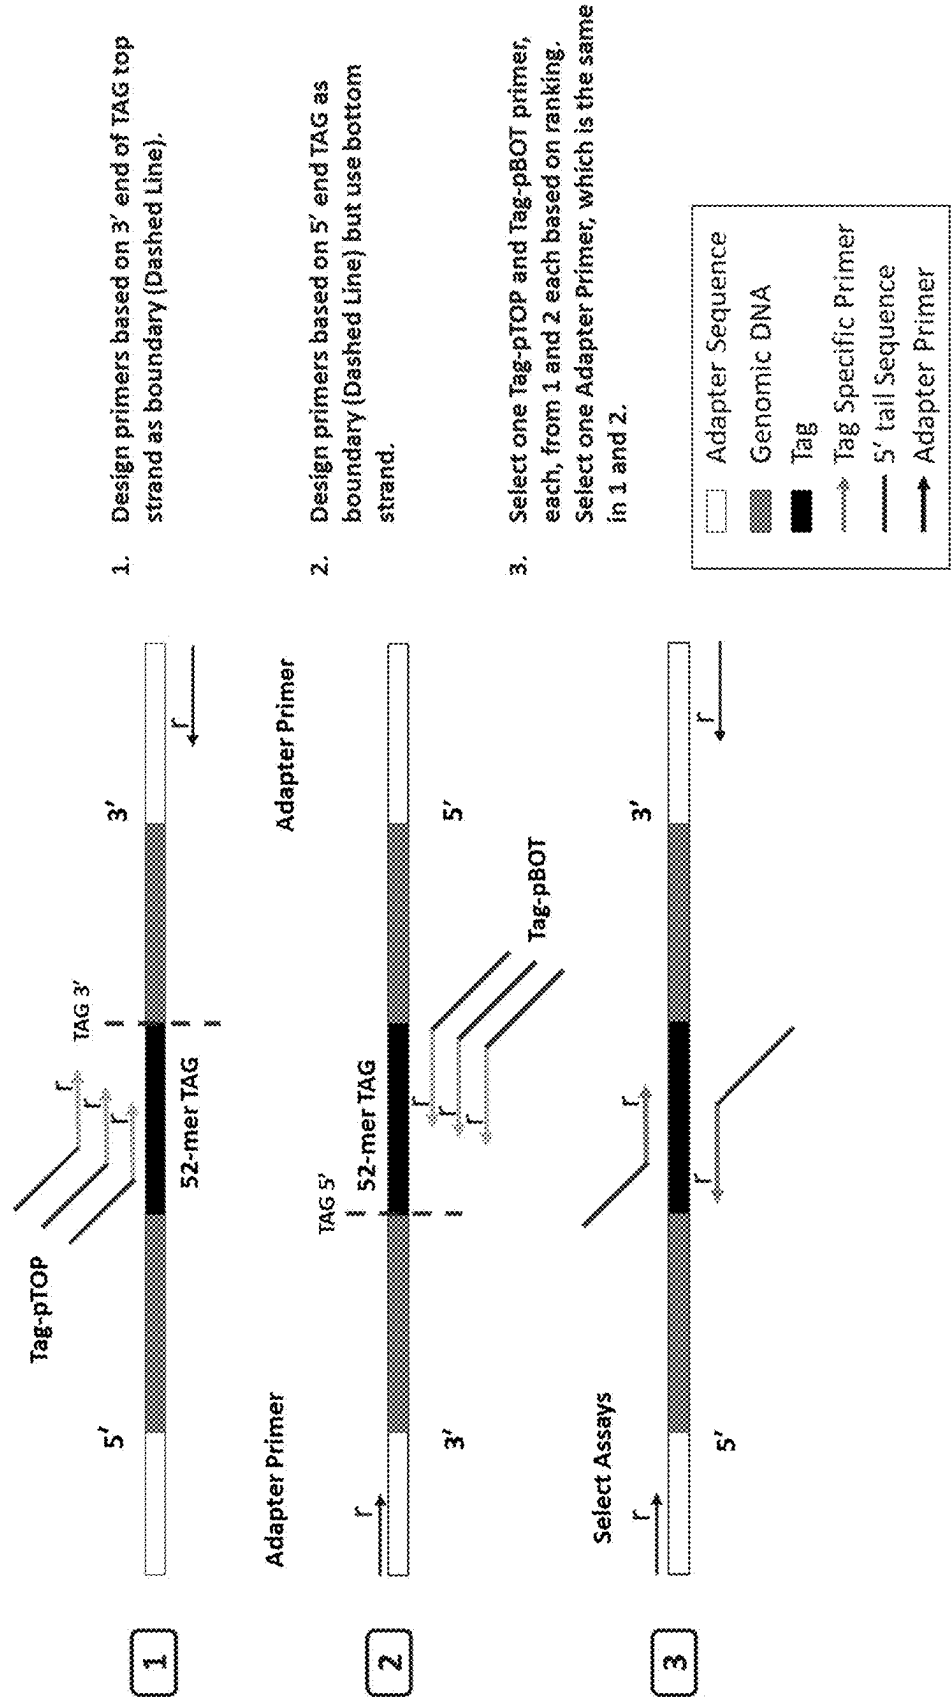 1
Tag-pTOP
5'
r
r
r
TAG 3'
3'
52-mer TAG
r
Adapter Primer
Adapter Primer
2
TAG 5'
52-mer TAG
r
3'
r
r
r
5'
Tag-pBOT
3
Select Assays
r
5'
r
r
3'
r
1. Design primers based on 3' end of TAG top
strand as boundary (Dashed Line).
2. Design primers based on 5' end TAG as
boundary (Dashed Line) but use bottom
strand.
3. Select one Tag-pTOP and Tag-pBOT primer,
each, from 1 and 2 each based on ranking.
Select one Adapter Primer, which is the same
in 1 and 2.
Adapter Sequence
Genomic DNA
Tag
Tag Specific Primer
5' tail Sequence
Adapter Primer